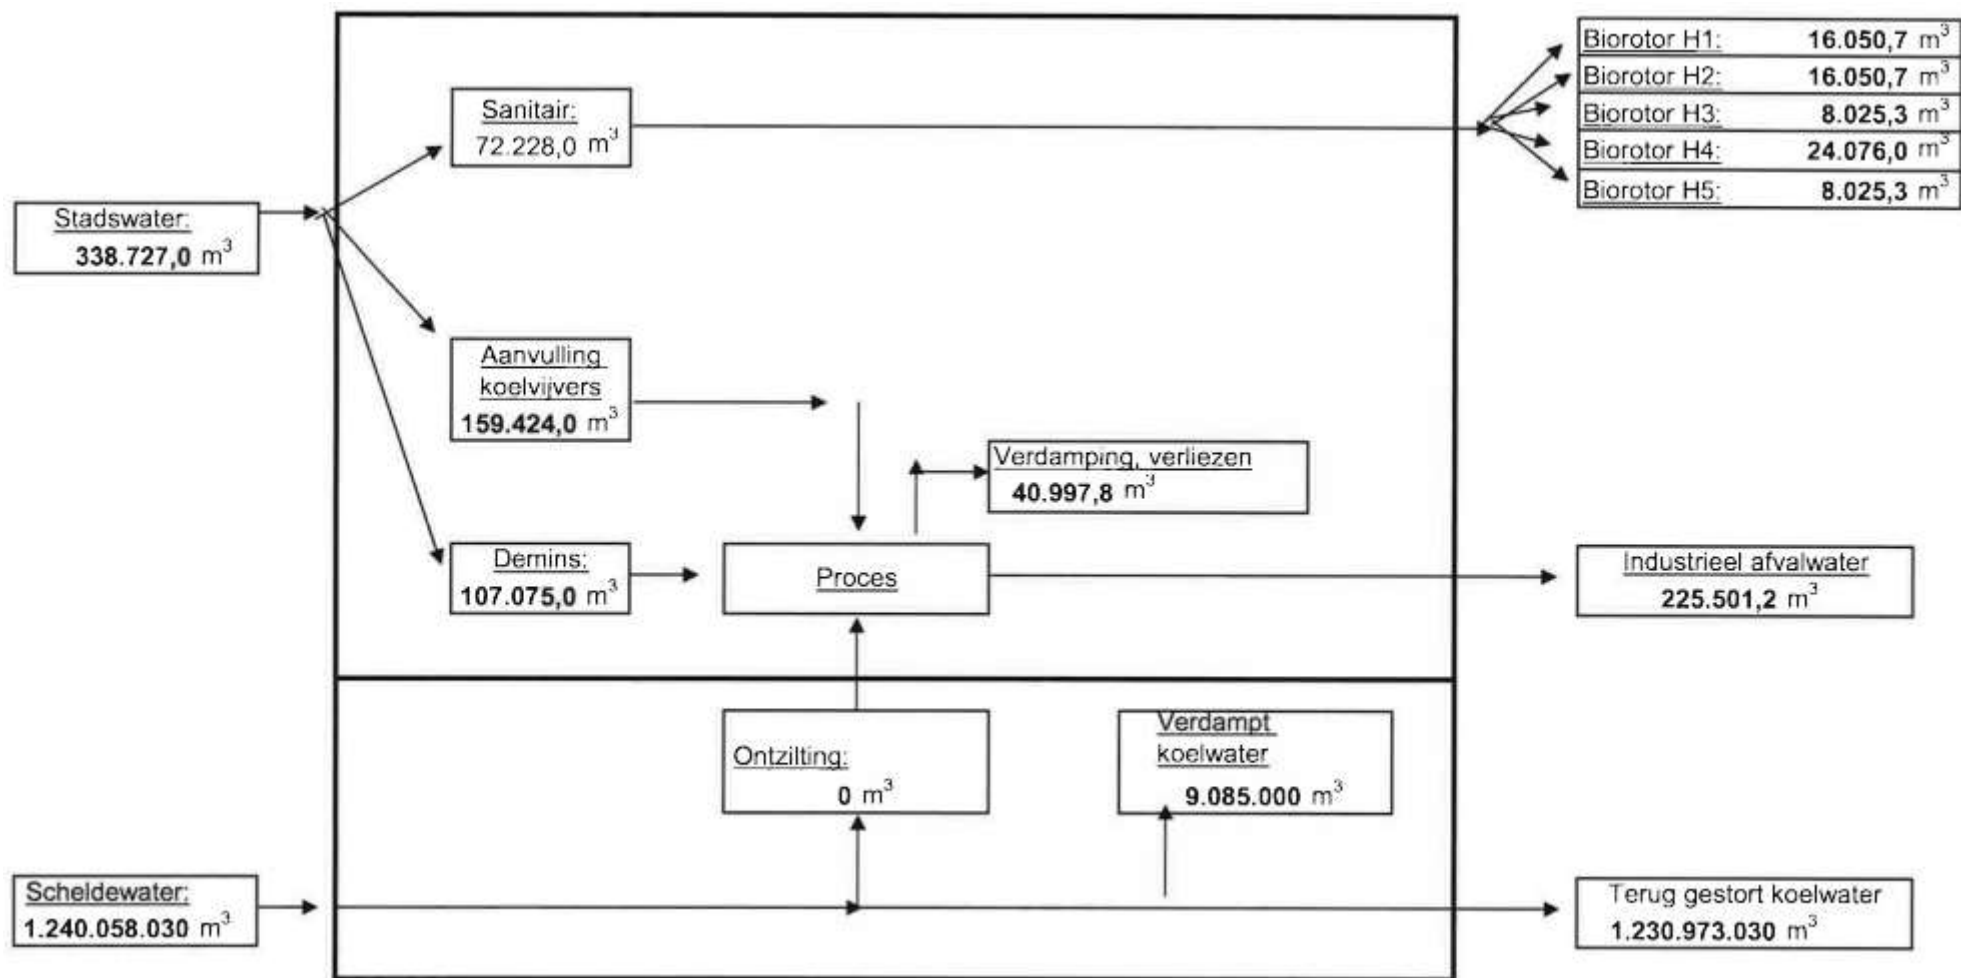 Biorotor H1: 16.050,7 m³
Biorotor H2: 16.050,7 m³
Biorotor H3: 8.025,3 m³
Biorotor H4: 24.076,0 m³
Biorotor H5: 8.025,3 m³
Sanitair:
72.228,0 m³
Stadswater:
338.727,0 m³
Aanvulling
koelvijvers
159.424,0 m³
Verdamping, verliezen
40.997,8 m³
Demins:
107.075,0 m³
Proces
Industrieel afvalwater
225.501,2 m³
Ontzilting:
0 m³
Verdampt
koelwater
9.085.000 m³
Scheldewater:
1.240.058.030 m³
Terug gestort koelwater
1.230.973.030 m³